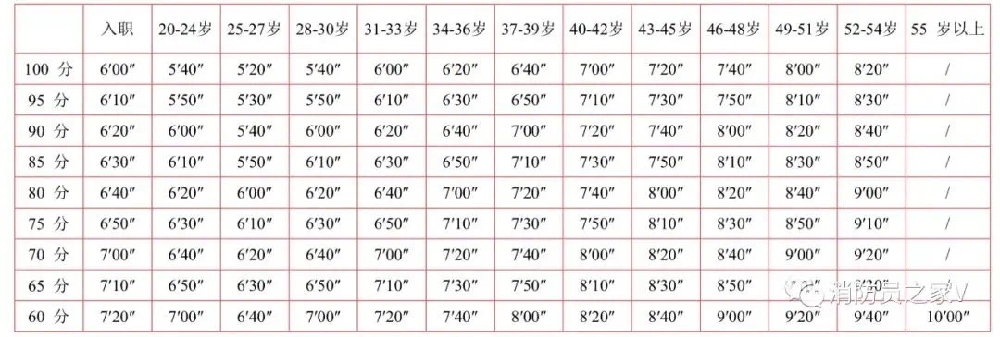 入职 20-24岁 25-27岁 28-30岁 31-33岁 34-36岁 37-39岁 40-42岁 43-45岁 46-48岁 49-51岁 52-54岁 55 岁以上
100 分 6′00″ 5′40″ 5′20″ 5′40″ 6′00″ 6′20″ 6′40″ 7′00″ 7′20″ 7′40″ 8′00″ 8′20″ /
95 分 6′10″ 5′50″ 5′30″ 5′50″ 6′10″ 6′30″ 6′50″ 7′10″ 7′30″ 7′50″ 8′10″ 8′30″ /
90 分 6′20″ 6′00″ 5′40″ 6′00″ 6′20″ 6′40″ 7′00″ 7′20″ 7′40″ 8′00″ 8′20″ 8′40″ /
85 分 6′30″ 6′10″ 5′50″ 6′10″ 6′30″ 6′50″ 7′10″ 7′30″ 7′50″ 8′10″ 8′30″ 8′50″ /
80 分 6′40″ 6′20″ 6′00″ 6′20″ 6′40″ 7′00″ 7′20″ 7′40″ 8′00″ 8′20″ 8′40″ 9′00″ /
75 分 6′50″ 6′30″ 6′10″ 6′30″ 6′50″ 7′10″ 7′30″ 7′50″ 8′10″ 8′30″ 8′50″ 9′10″ /
70 分 7′00″ 6′40″ 6′20″ 6′40″ 7′00″ 7′20″ 7′40″ 8′00″ 8′20″ 8′40″ 9′00″ 9′20″ /
65 分 7′10″ 6′50″ 6′30″ 6′50″ 7′10″ 7′30″ 7′50″ 8′10″ 8′30″ 8′50″ /
消防员之家V
60 分 7′20″ 7′00″ 6′40″ 7′00″ 7′20″ 7′40″ 8′00″ 8′20″ 8′40″ 9′00″ 9′20″ 9′40″ 10′00″